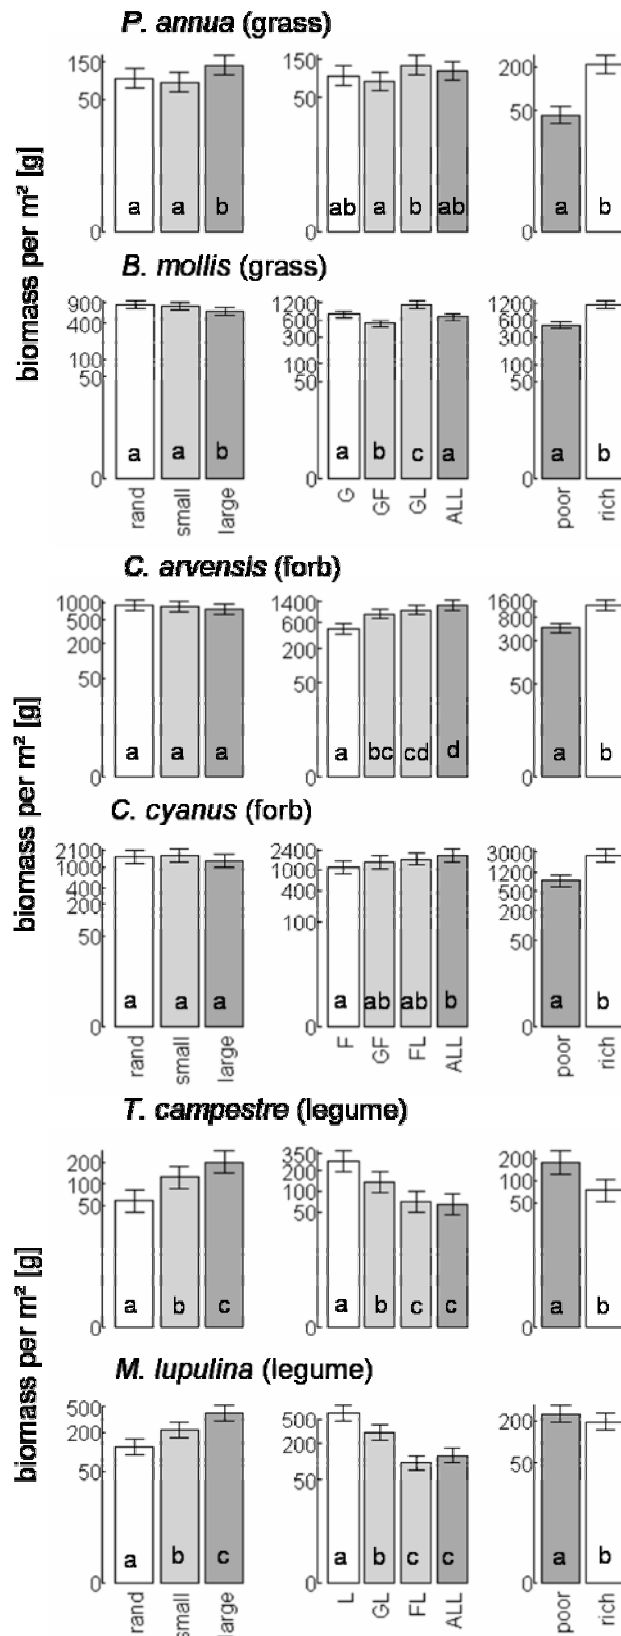 P. annua (grass)
150
50
0
a a b
150
50
0
ab a b ab
200
50
0
a b
biomass per m² [g]
B. mollis (grass)
900
400
100
50
0
a a b
rand small large
1200
600
300
100
50
0
a b c a
G GF GL ALL
1200
600
300
100
50
0
a b
poor rich
C. arvensis (forb)
1000
500
200
50
0
a a a
1400
600
200
50
0
a bc cd d
1600
800
300
50
0
a b
biomass per m² [g]
C. cyanus (forb)
2100
1000
400
200
50
0
a a a
rand small large
2400
1000
400
100
0
a ab ab b
F GF FL ALL
3000
1200
500
200
50
0
a b
poor rich
T. campestre (legume)
200
100
50
0
a b c
350
200
100
50
0
a b c c
200
100
50
0
a b
biomass per m² [g]
M. lupulina (legume)
500
200
50
0
a b c
rand small large
500
200
50
0
a b c c
L GL FL ALL
200
50
0
a b
poor rich